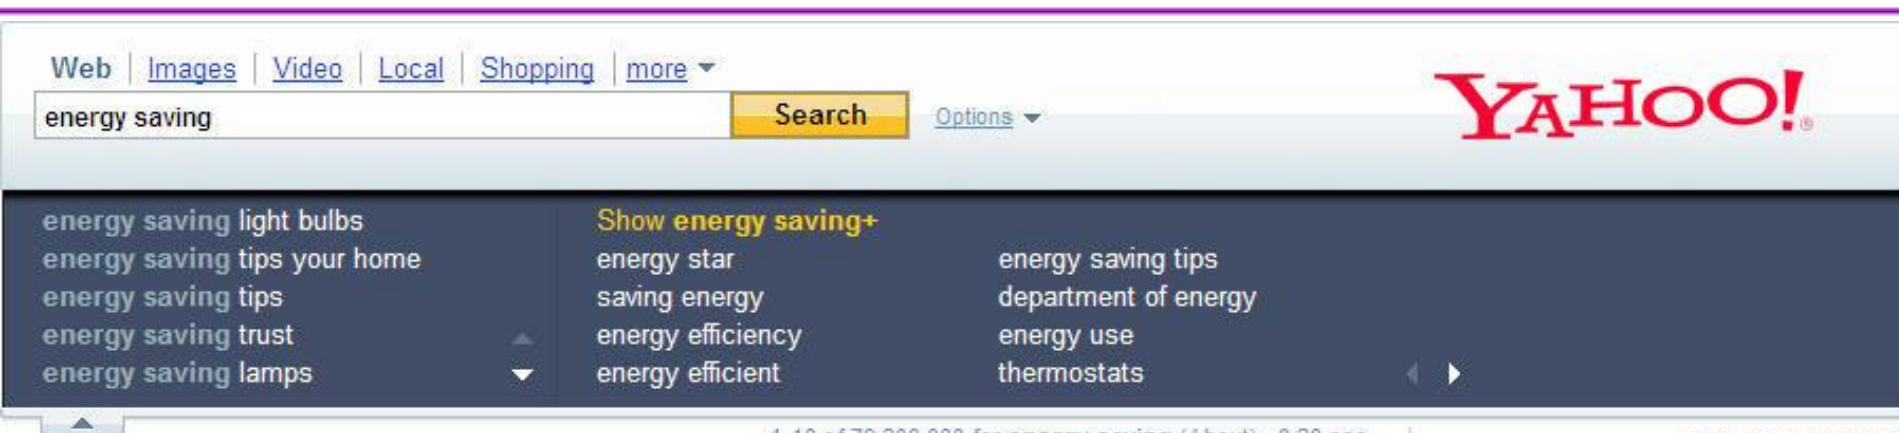 Web Images Video Local Shopping more
energy saving Search Options
YAHOO!
energy saving light bulbs
energy saving tips your home
energy saving tips
energy saving trust
energy saving lamps
Show energy saving+
energy star
saving energy
energy efficiency
energy efficient
energy saving tips
department of energy
energy use
thermostats